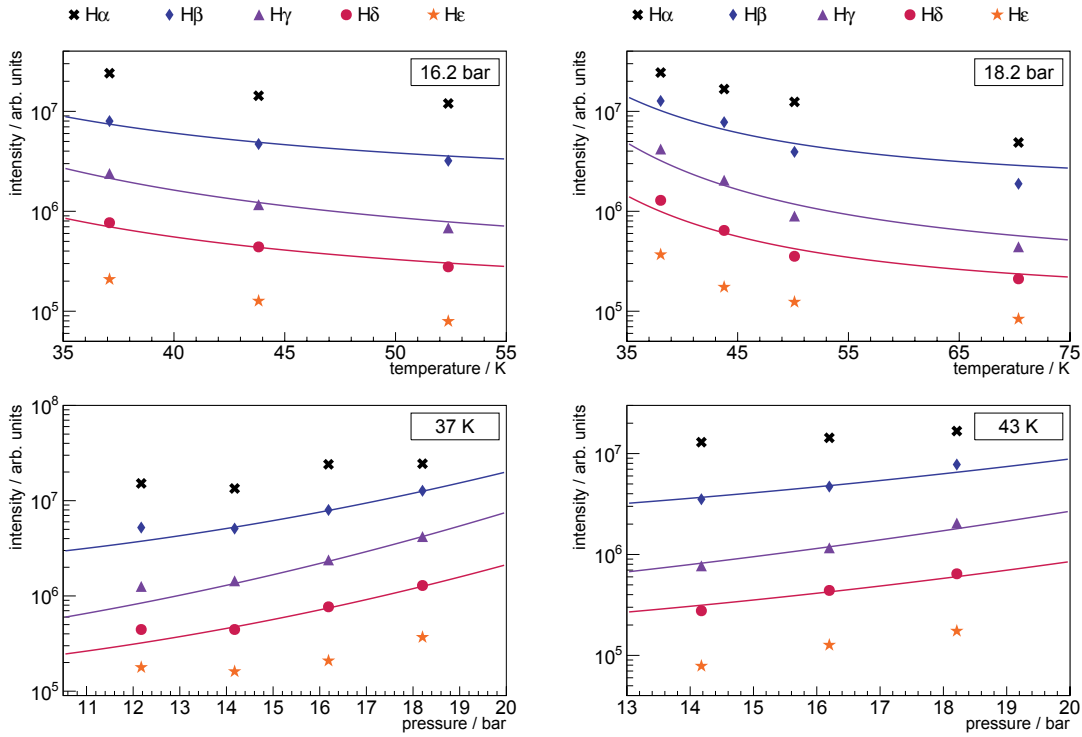 Hα Hβ Hγ Hδ Hε
Hα Hβ Hγ Hδ Hε
intensity / arb. units
16.2 bar
10⁷
10⁶
10⁵
35 40 45 50 55
temperature / K
intensity / arb. units
18.2 bar
10⁷
10⁶
10⁵
35 45 55 65 75
temperature / K
intensity / arb. units
37 K
10⁸
10⁷
10⁶
10⁵
11 12 13 14 15 16 17 18 19 20
pressure / bar
intensity / arb. units
43 K
10⁷
10⁶
10⁵
13 14 15 16 17 18 19 20
pressure / bar